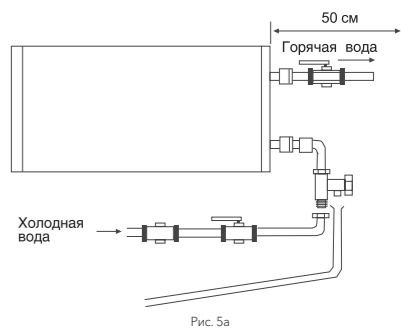 50 см
Горячая вода
Холодная
вода
Рис. 5а